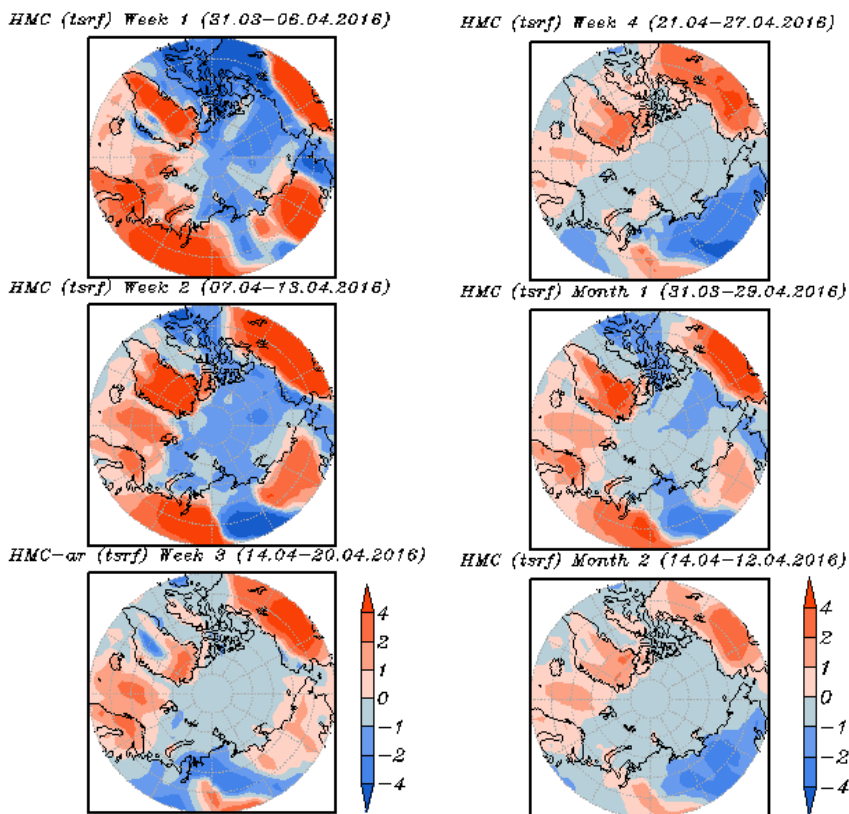 HMC (tsrf) Week 1 (31.03-06.04.2016)
HMC (tsrf) Week 4 (21.04-27.04.2016)
HMC (tsrf) Week 2 (07.04-13.04.2016)
HMC (tsrf) Month 1 (31.03-29.04.2016)
HMC-ar (tsrf) Week 3 (14.04-20.04.2016)
HMC (tsrf) Month 2 (14.04-12.04.2016)
4
2
1
0
-1
-2
-4
4
2
1
0
-1
-2
-4